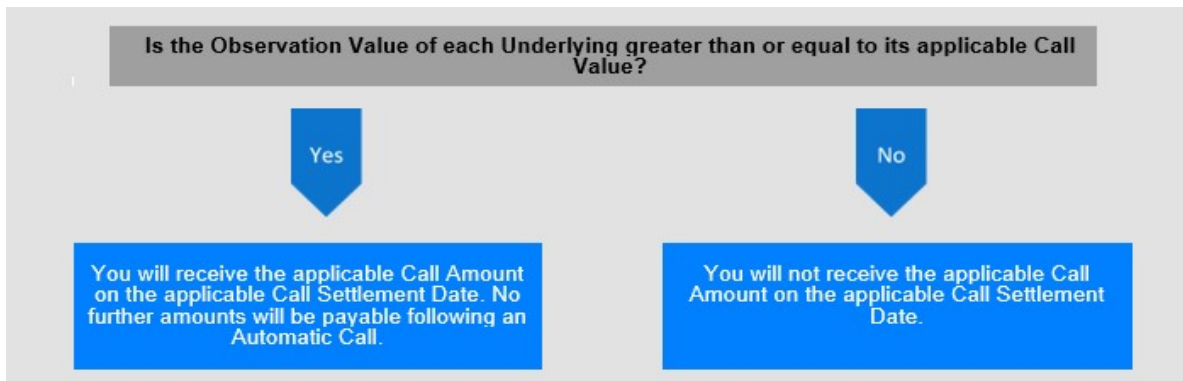 Is the Observation Value of each Underlying greater than or equal to its applicable Call
Value?
Yes
No
You will receive the applicable Call Amount
on the applicable Call Settlement Date. No
further amounts will be payable following an
Automatic Call.
You will not receive the applicable Call
Amount on the applicable Call Settlement
Date.